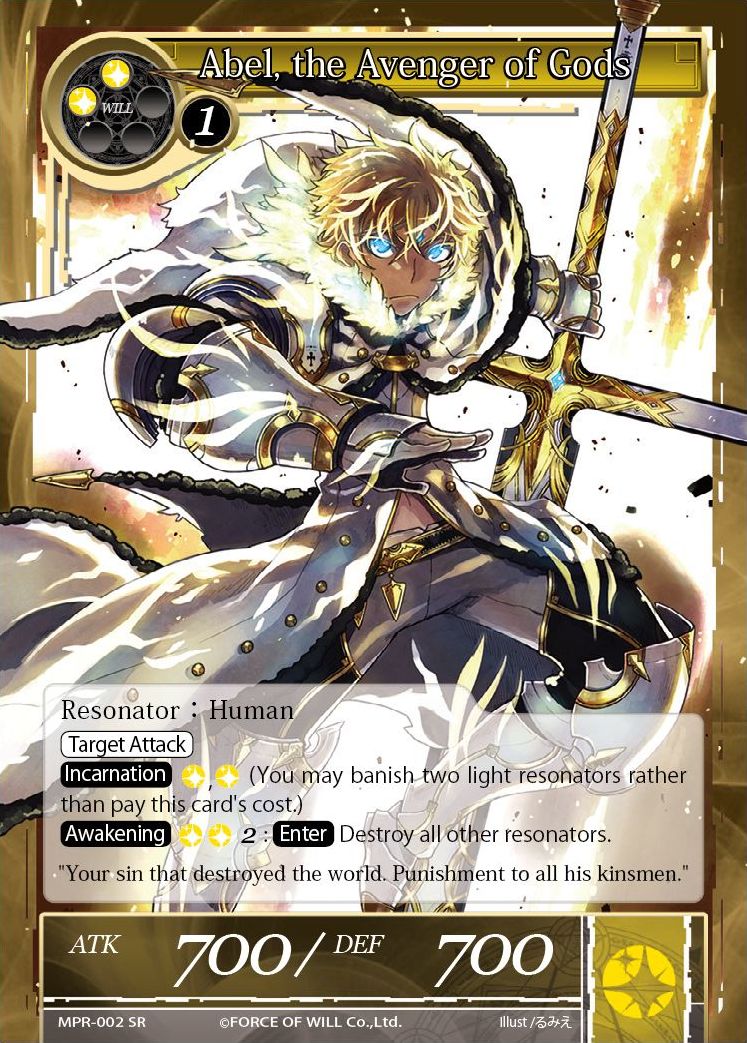 Abel, the Avenger of Gods
WILL
1
Resonator : Human
Target Attack
Incarnation , (You may banish two light resonators rather
than pay this card's cost.)
Awakening 2 : Enter Destroy all other resonators.
"Your sin that destroyed the world. Punishment to all his kinsmen."
ATK 700 / DEF 700
MPR-002 SR ©FORCE OF WILL Co.,Ltd. Illust /るみえ